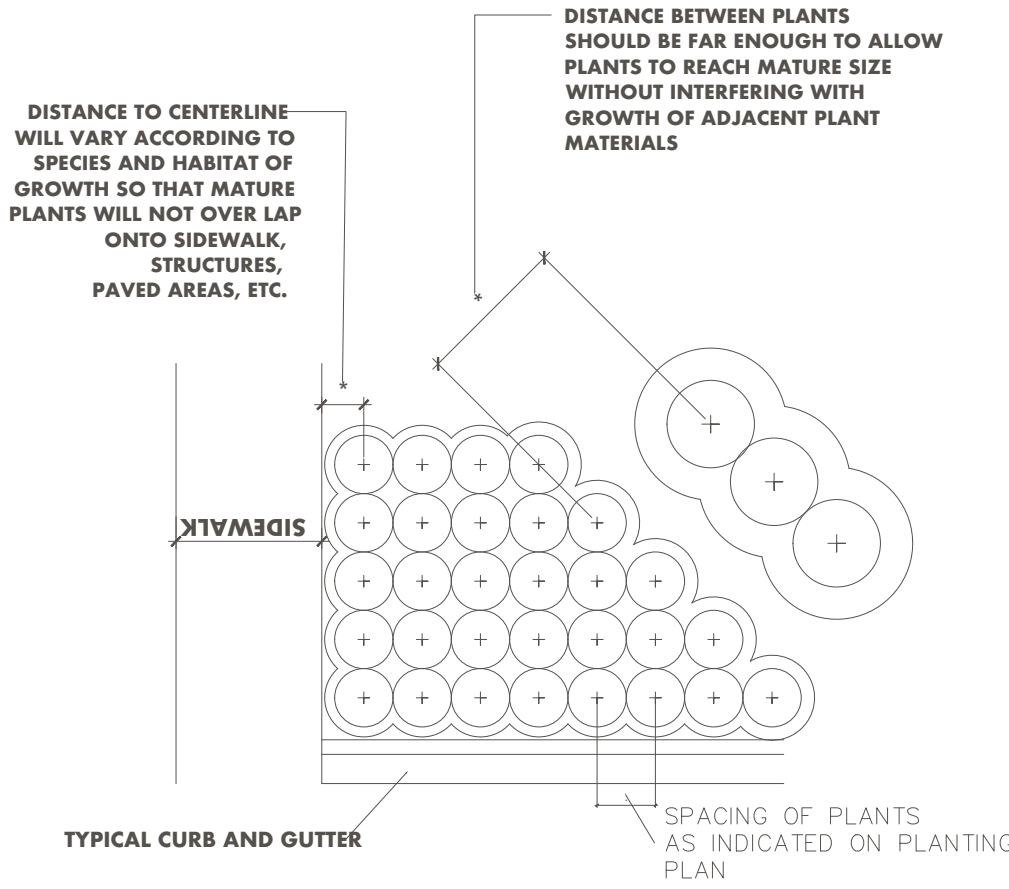 DISTANCE BETWEEN PLANTS
SHOULD BE FAR ENOUGH TO ALLOW
PLANTS TO REACH MATURE SIZE
WITHOUT INTERFERING WITH
GROWTH OF ADJACENT PLANT
MATERIALS
DISTANCE TO CENTERLINE
WILL VARY ACCORDING TO
SPECIES AND HABITAT OF
GROWTH SO THAT MATURE
PLANTS WILL NOT OVER LAP
ONTO SIDEWALK,
STRUCTURES,
PAVED AREAS, ETC.
*
*
SIDEWALK
TYPICAL CURB AND GUTTER
SPACING OF PLANTS
AS INDICATED ON PLANTING
PLAN